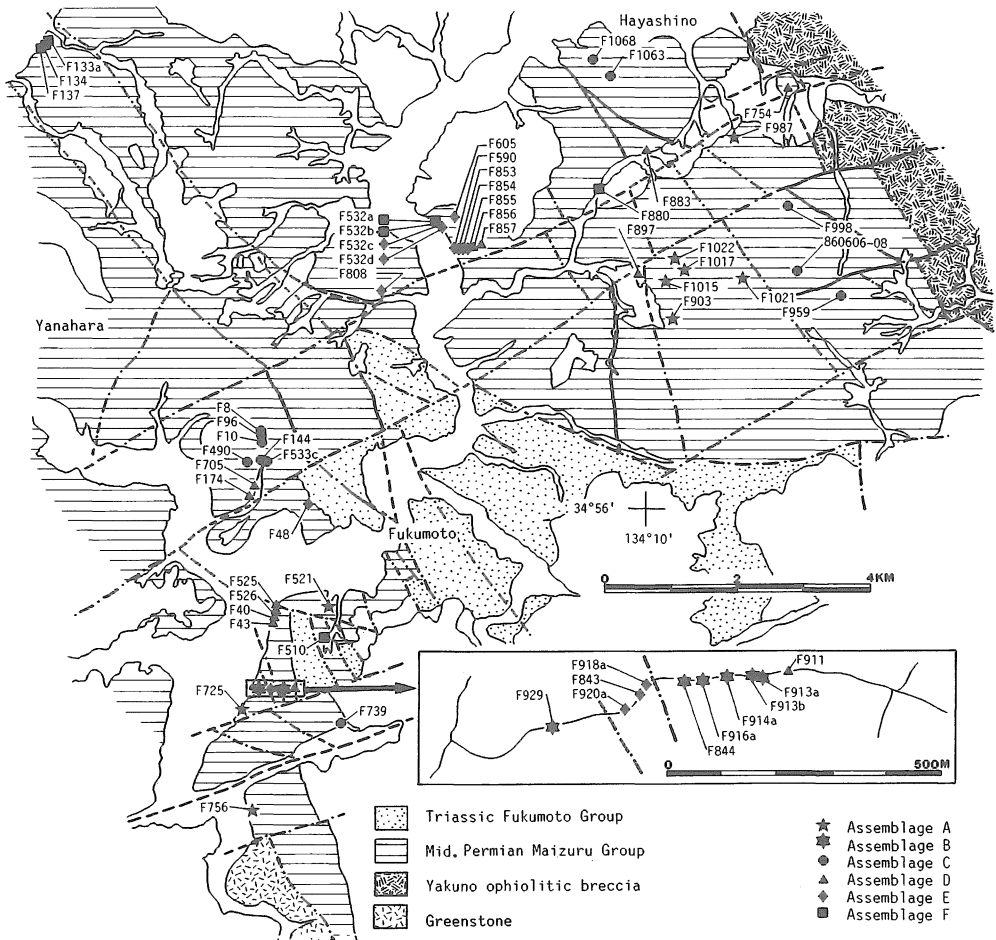 Hayashino
F1068
F1063
F133a
F134
F137
F754
F987
F605
F590
F853
F854
F855
F856
F857
F532a
F532b
F532c
F532d
F808
F883
F880
F897
F998
860606-08
F1022
F1017
F1015
F903
F1021
F959
Yanahara
F8
F96
F10
F490
F705
F174
F144
F533c
F48
Fukumoto
34°56'
134°10'
0 2 4KM
F525
F526
F40
F43
F521
F510
F725
F739
F756
F918a
F843
F920a
F929
F911
F913a
F913b
F914a
F916a
F844
0 500M
Triassic Fukumoto Group
Mid. Permian Maizuru Group
Yakuno ophiolitic breccia
Greenstone
Assemblage A
Assemblage B
Assemblage C
Assemblage D
Assemblage E
Assemblage F